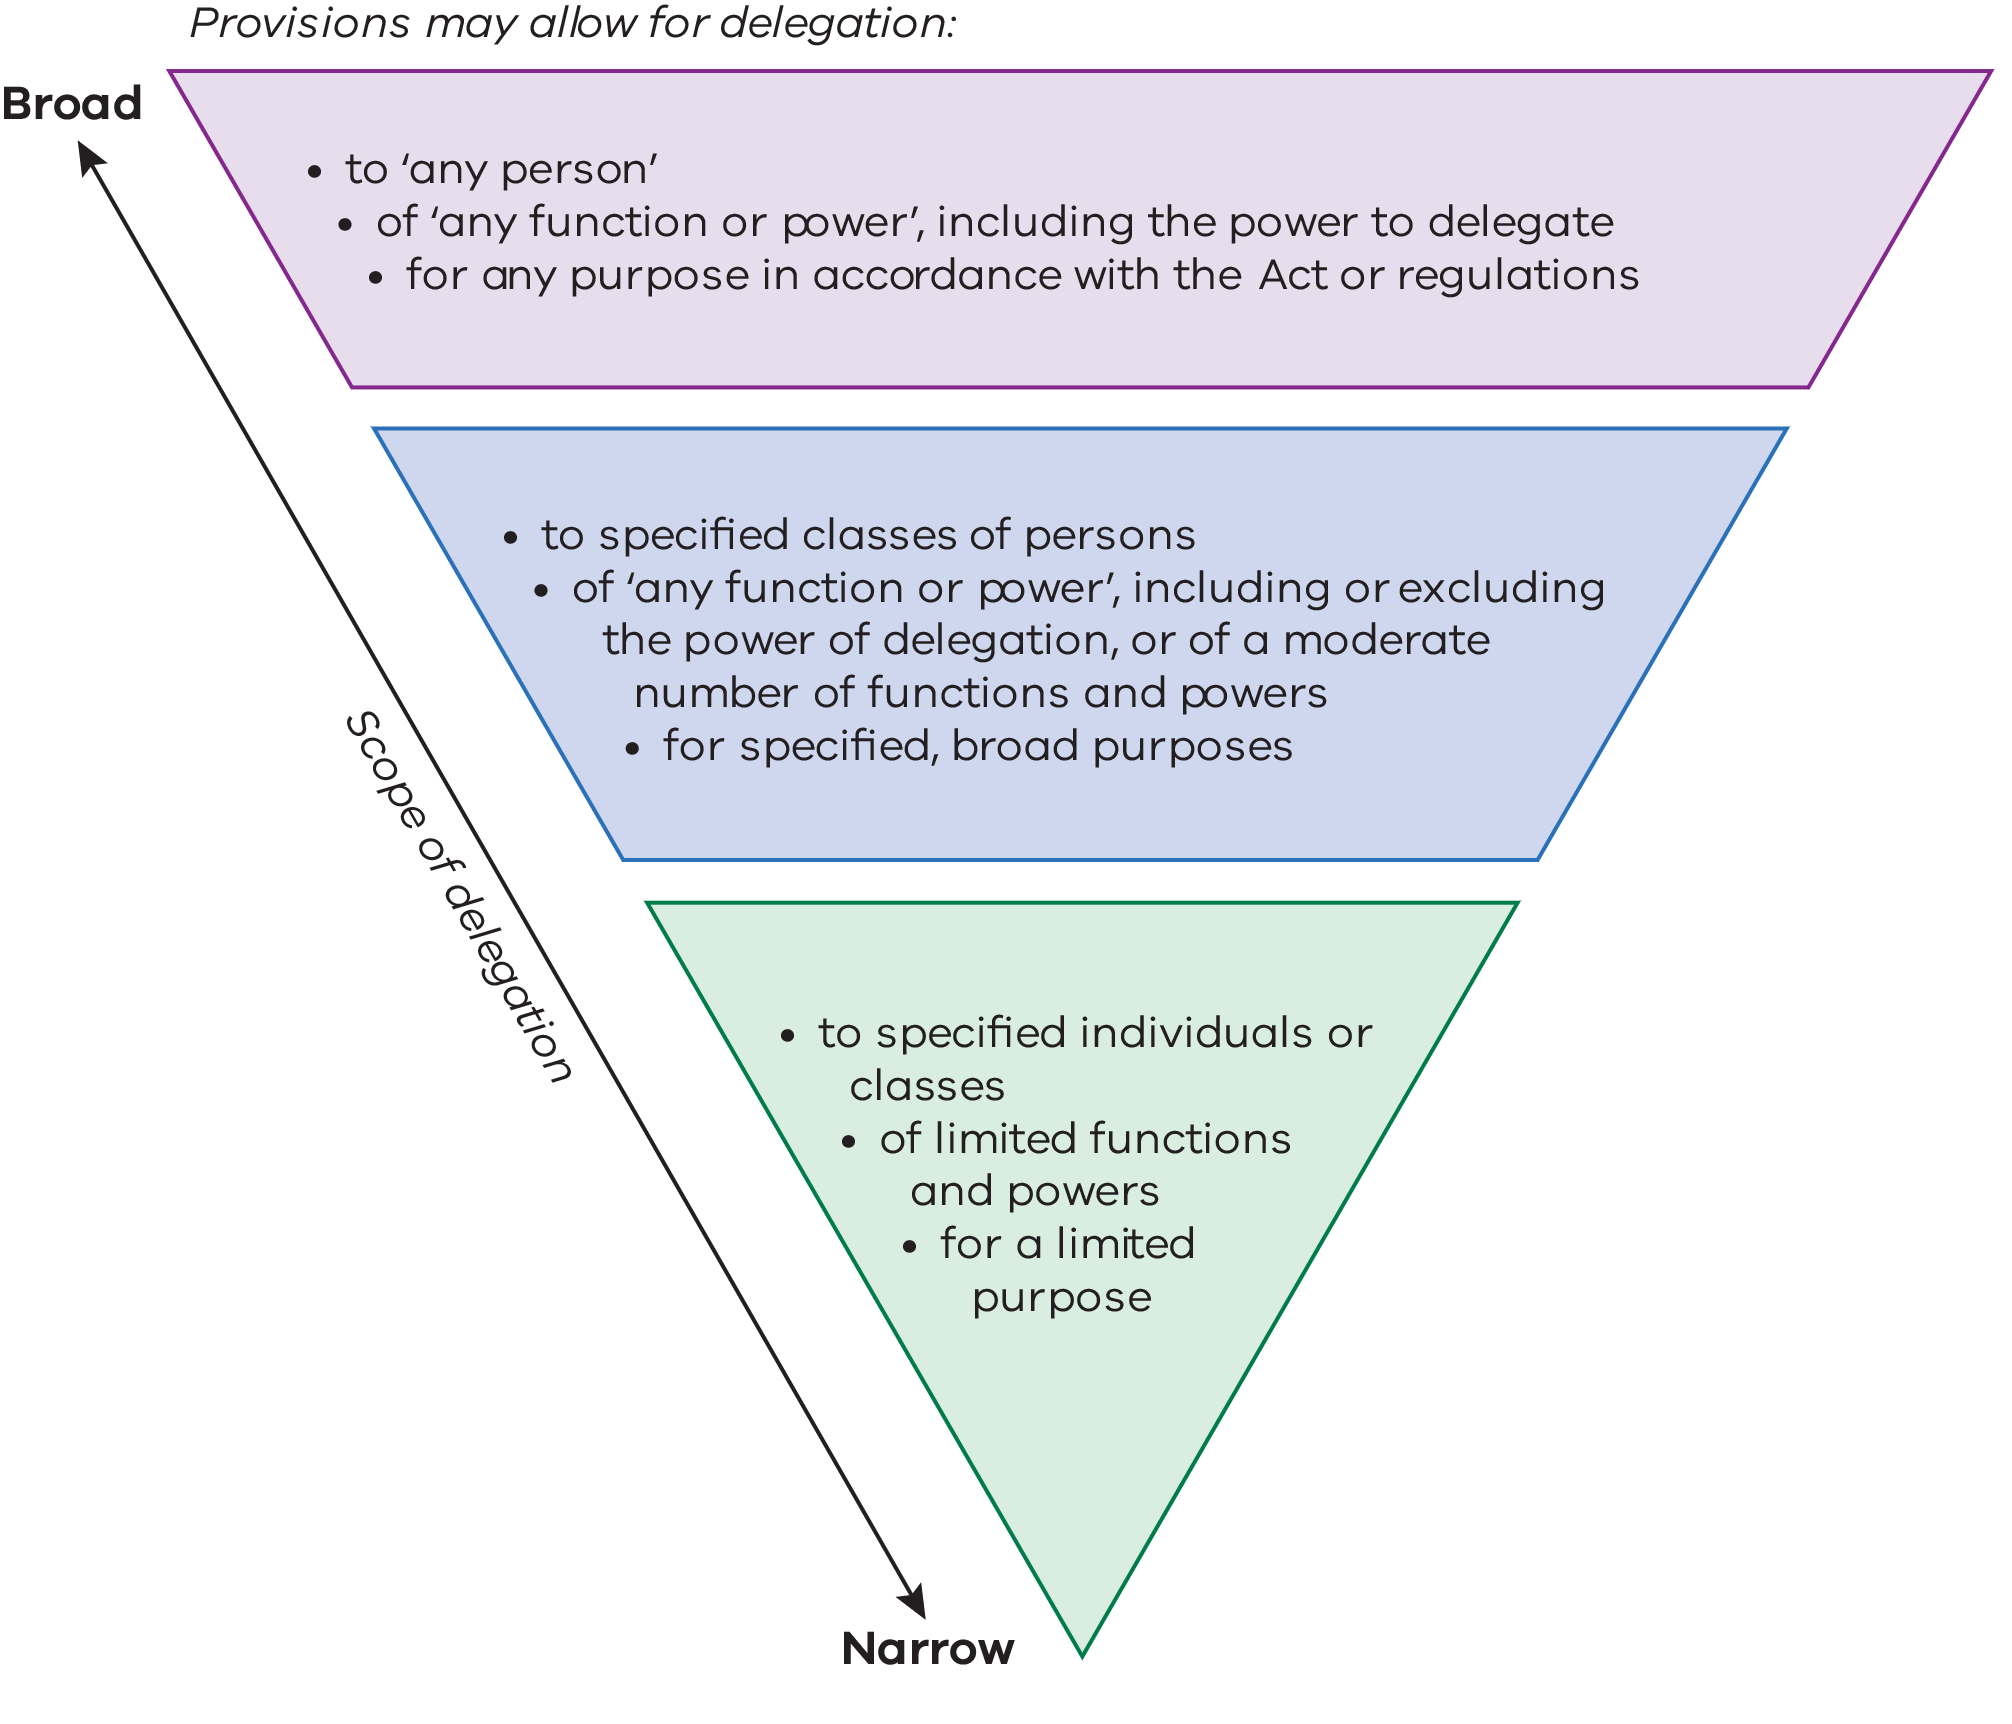 Provisions may allow for delegation:
Broad
• to ‘any person’
• of ‘any function or power’, including the power to delegate
• for any purpose in accordance with the Act or regulations
• to specified classes of persons
• of ‘any function or power’, including or excluding
the power of delegation, or of a moderate
number of functions and powers
• for specified, broad purposes
Scope of delegation
• to specified individuals or
classes
• of limited functions
and powers
• for a limited
purpose
Narrow